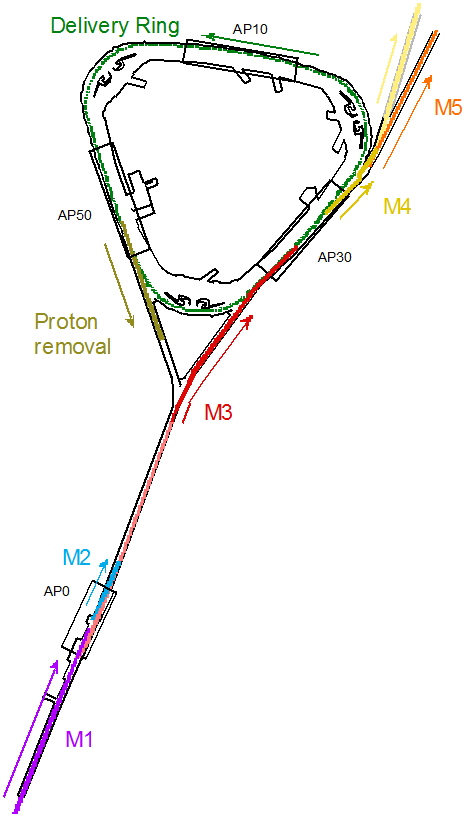 Delivery Ring
AP10
M5
M4
AP50
AP30
Proton
removal
M3
M2
AP0
M1